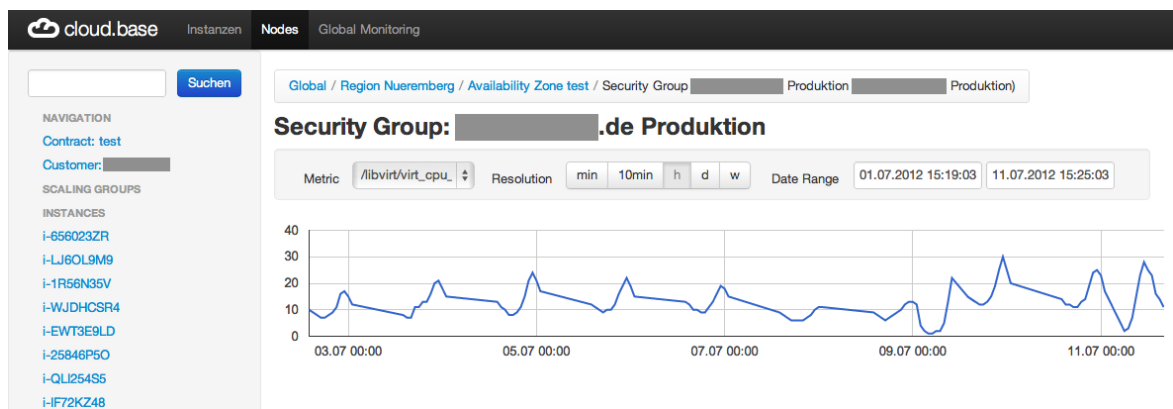 cloud.base Instanzen Nodes Global Monitoring
Suchen
NAVIGATION
Contract: test
Customer:
SCALING GROUPS
INSTANCES
i-656023ZR
i-LJ6OL9M9
i-1R56N35V
i-WJDHCSR4
i-EWT3E9LD
i-25846P5O
i-QLI254S5
i-IF72KZ48
Global / Region Nueremberg / Availability Zone test / Security Group Produktion Produktion)
Security Group: .de Produktion
Metric /libvirt/virt_cpu_ Resolution min 10min h d w Date Range 01.07.2012 15:19:03 11.07.2012 15:25:03
40
30
20
10
0
03.07 00:00 05.07 00:00 07.07 00:00 09.07 00:00 11.07 00:00